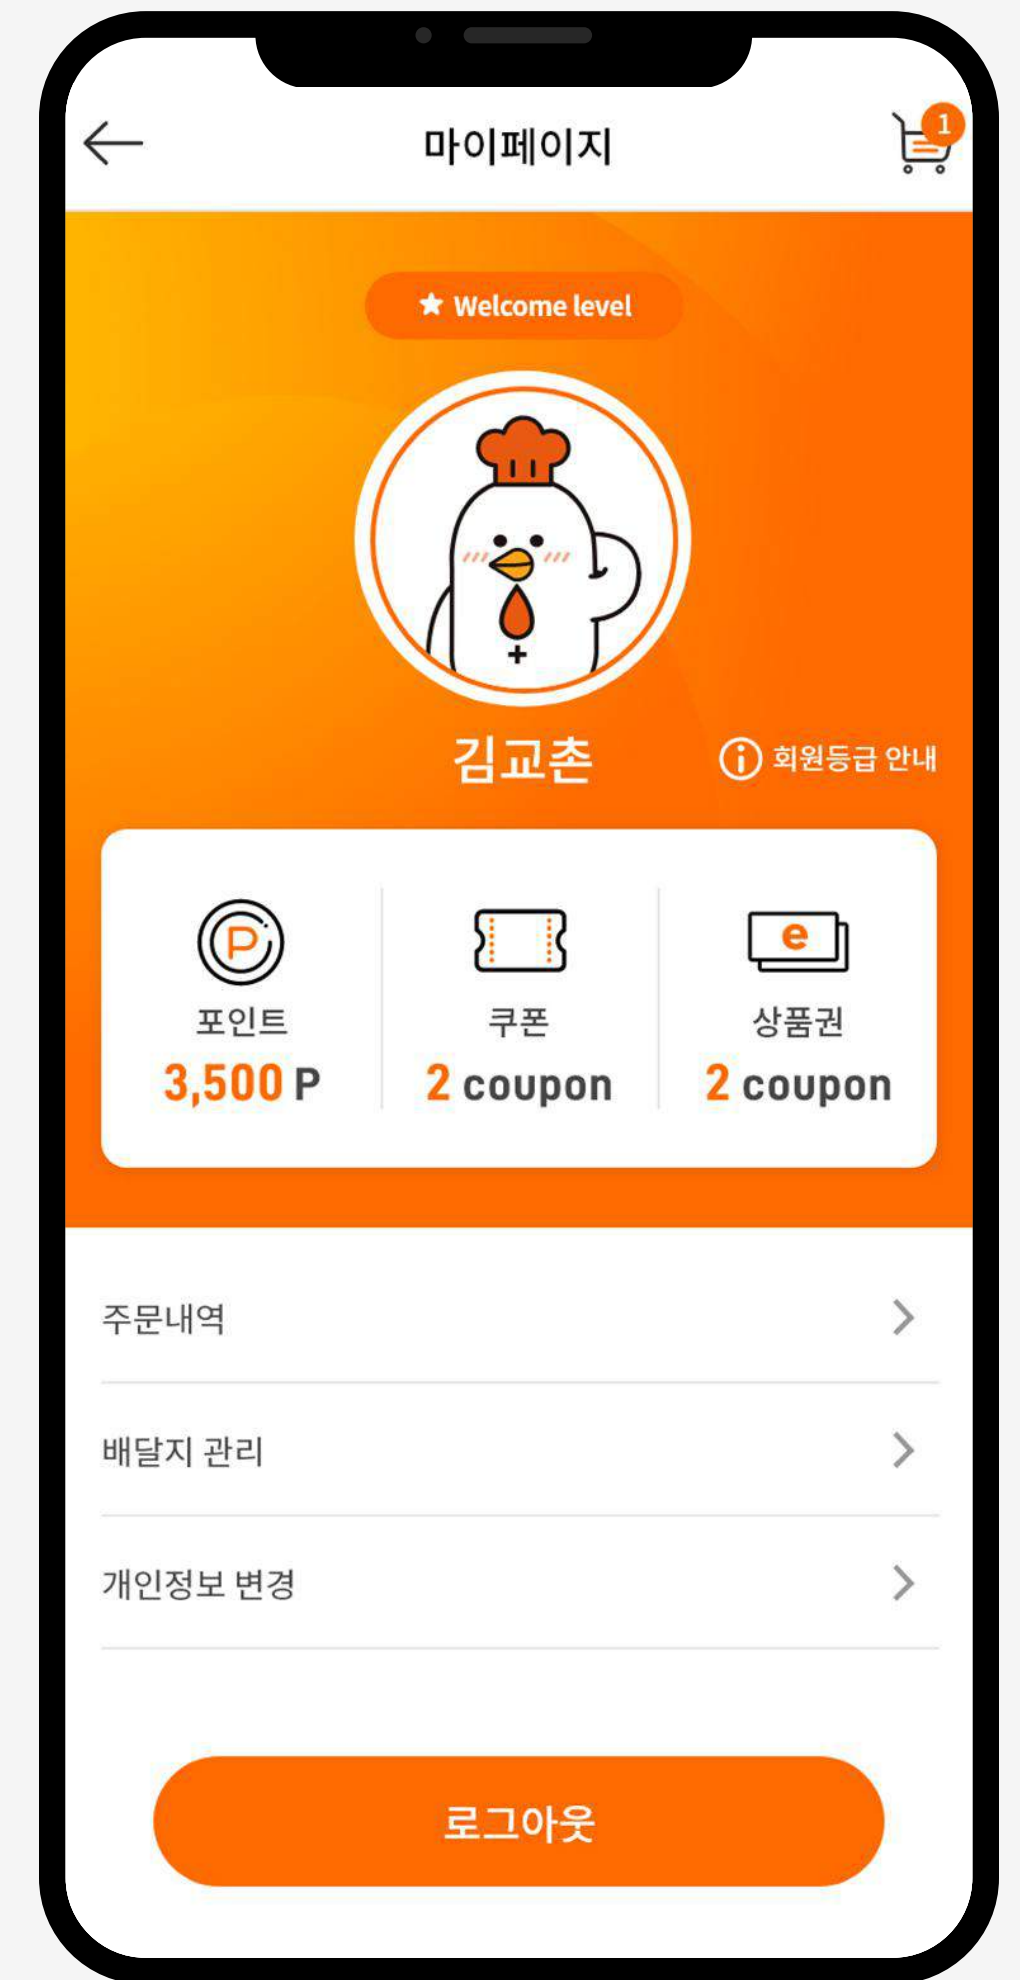 마이페이지
1
★ Welcome level
김교촌
회원등급 안내
P
e
포인트
쿠폰
상품권
3,500 P
2 coupon
2 coupon
주문내역
배달지 관리
개인정보 변경
로그아웃